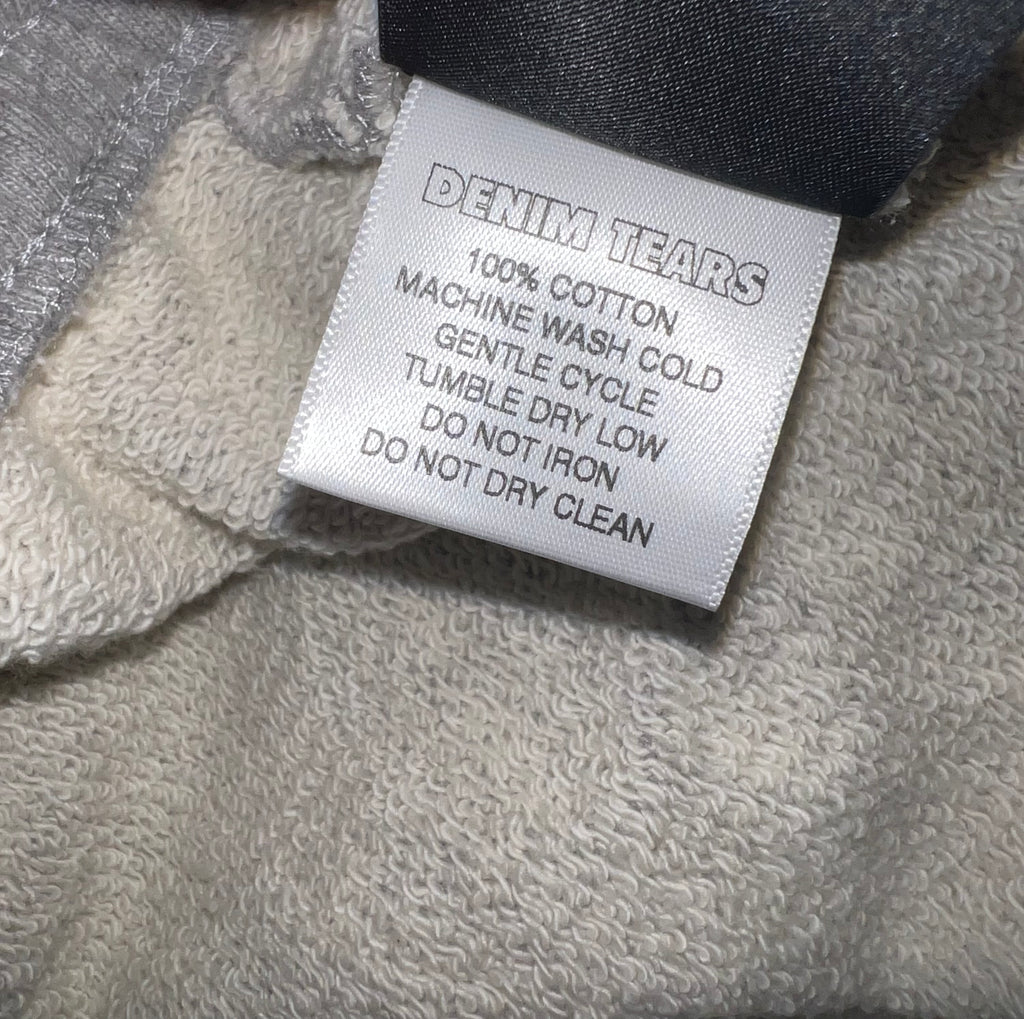 DENIM TEARS
100% COTTON
MACHINE WASH COLD
GENTLE CYCLE
TUMBLE DRY LOW
DO NOT IRON
DO NOT DRY CLEAN